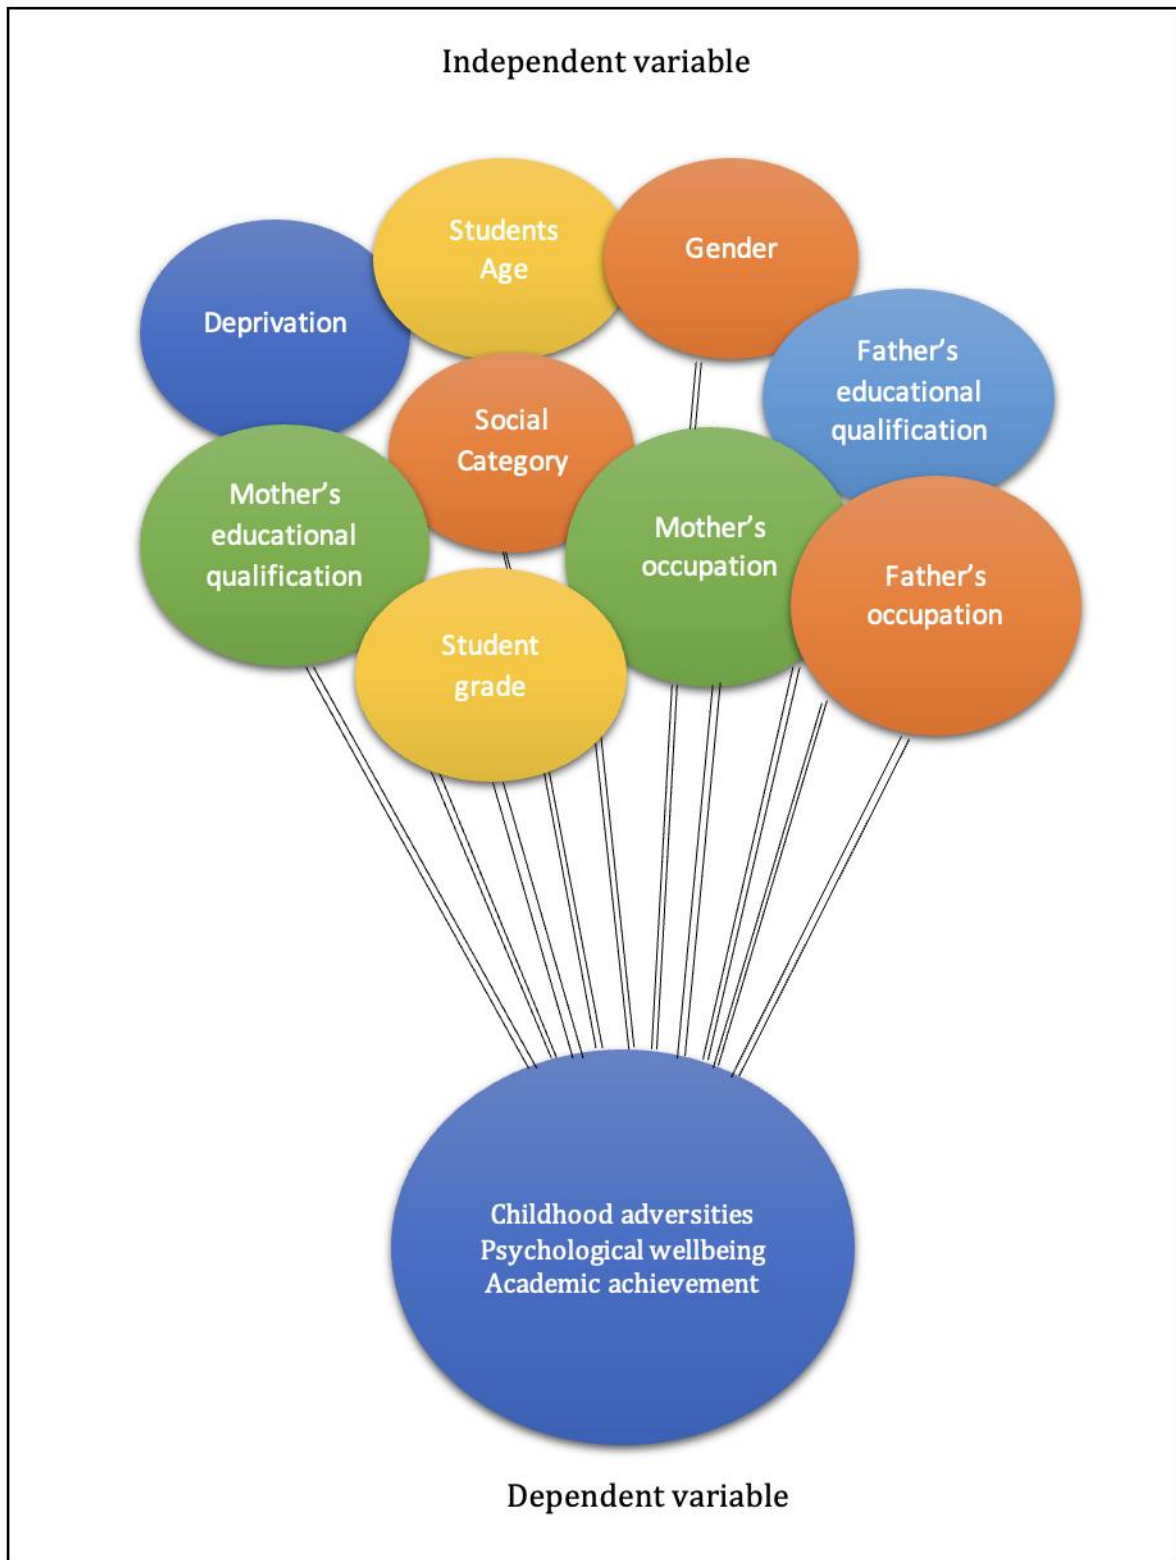 Independent variable
Students
Age
Gender
Deprivation
Father’s
educational
qualification
Social
Category
Mother’s
educational
qualification
Mother’s
occupation
Father’s
occupation
Student
grade
Childhood adversities
Psychological wellbeing
Academic achievement
Dependent variable